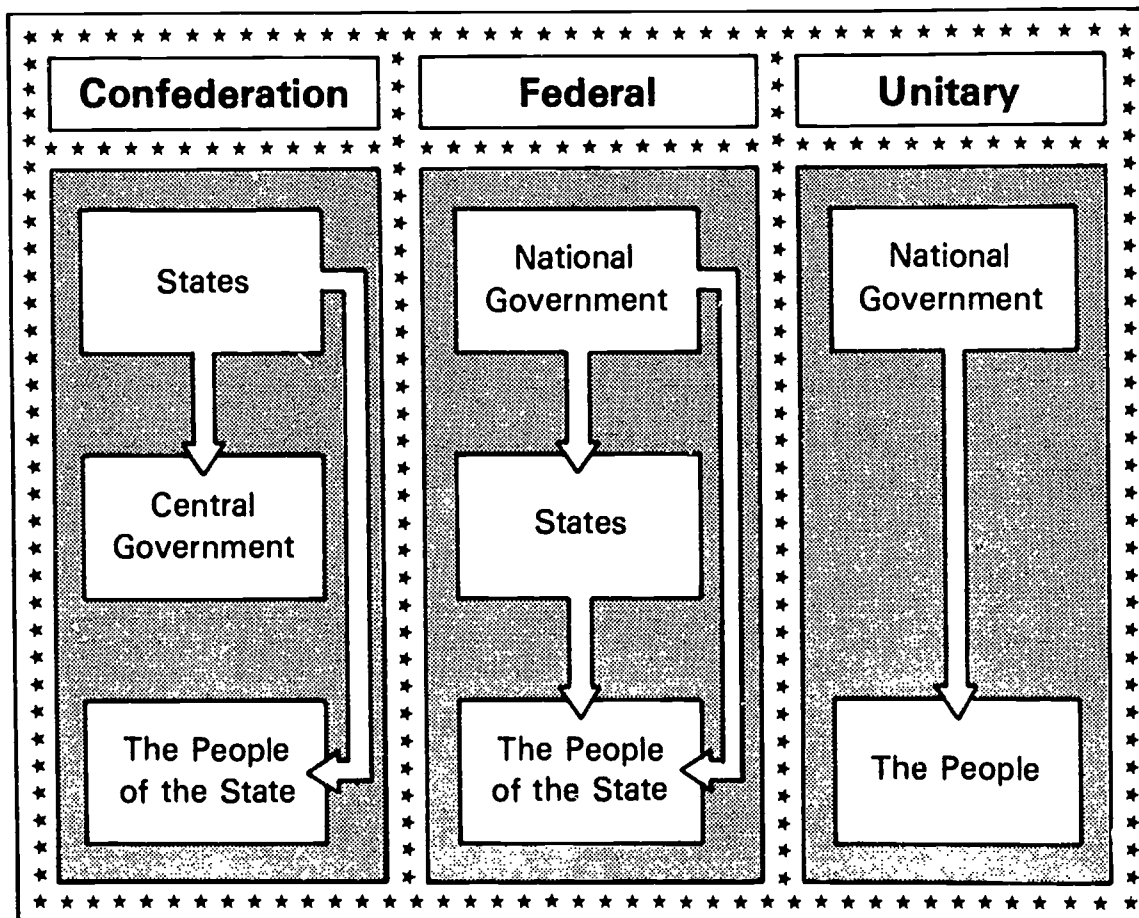 Confederation
States
Central
Government
The People
of the State
Federal
National
Government
States
The People
of the State
Unitary
National
Government
The People